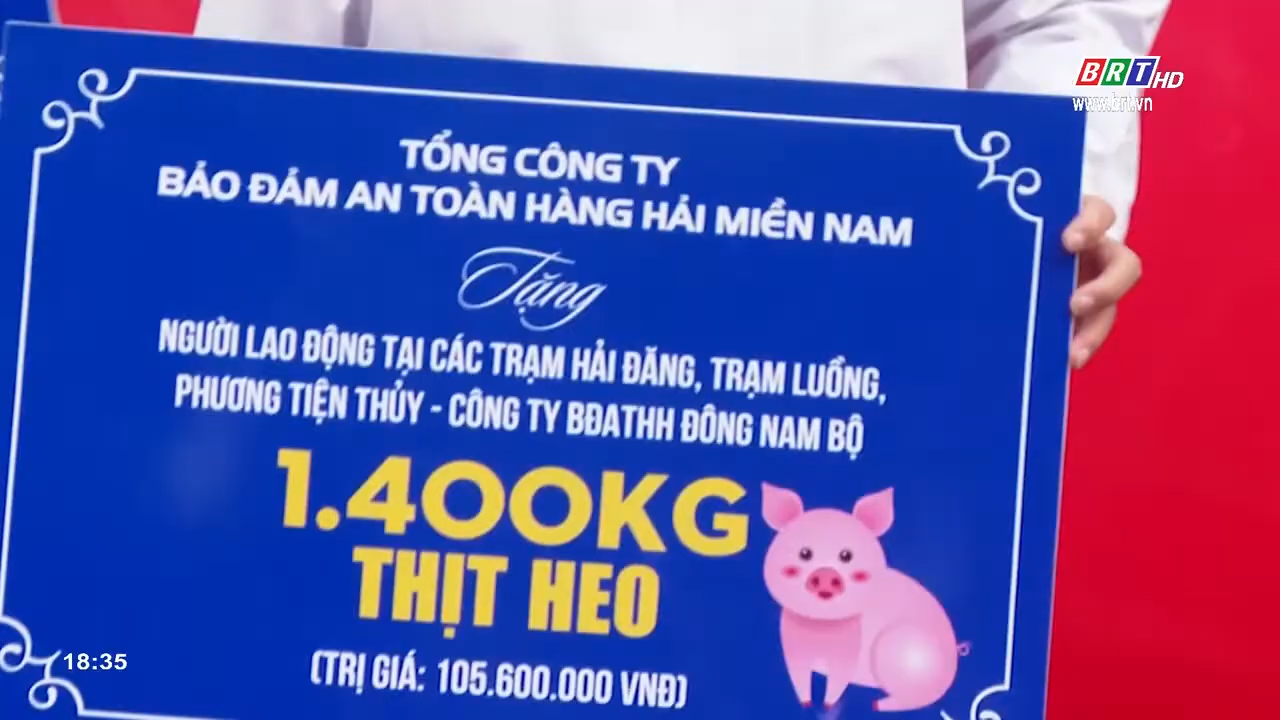 BRT HD
www.brt.vn
TỔNG CÔNG TY
BẢO ĐẢM AN TOÀN HÀNG HẢI MIỀN NAM
Tặng
NGƯỜI LAO ĐỘNG TẠI CÁC TRẠM HẢI ĐĂNG, TRẠM LUỒNG,
PHƯƠNG TIỆN THỦY - CÔNG TY BĐATHH ĐÔNG NAM BỘ
1.400KG
THỊT HEO
(TRỊ GIÁ: 105.600.000 VNĐ)
18:35